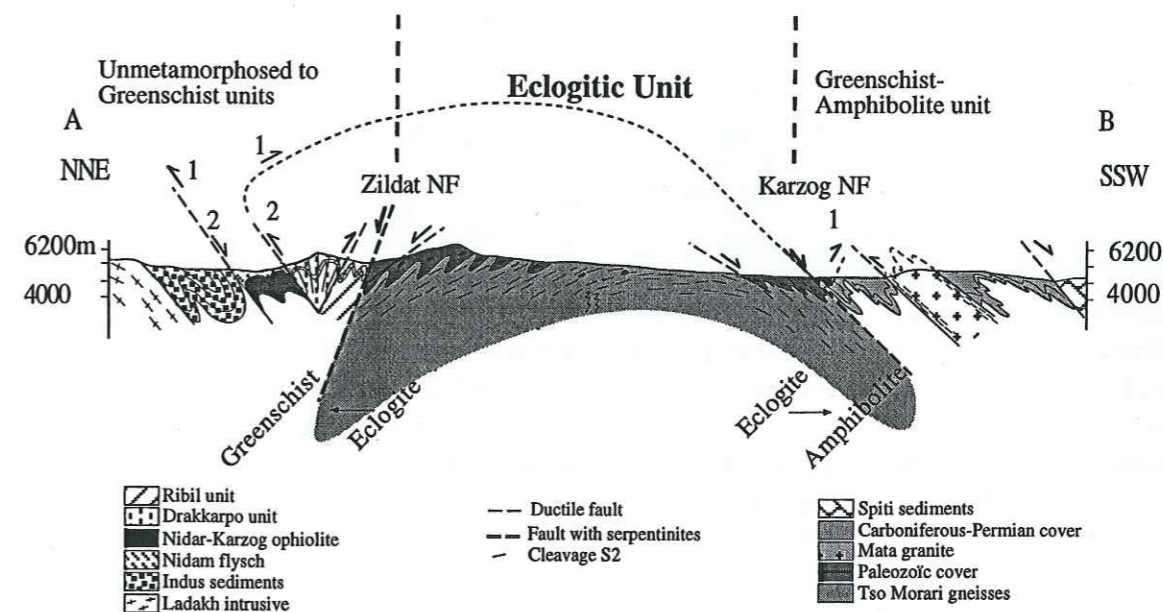 Unmetamorphosed to
Greenschist units
Eclogitic Unit
Greenschist-
Amphibolite unit
A
B
NNE
SSW
1
1
2
2
Zildat NF
Karzog NF
1
6200m
4000
6200
4000
Greenschist
Eclogite
Eclogite
Amphibolite
Ribil unit
Drakkarpo unit
Nidar-Karzog ophiolite
Nidam flysch
Indus sediments
Ladakh intrusive
Ductile fault
Fault with serpentinites
Cleavage S2
Spiti sediments
Carboniferous-Permian cover
Mata granite
Paleozoïc cover
Tso Morari gneisses